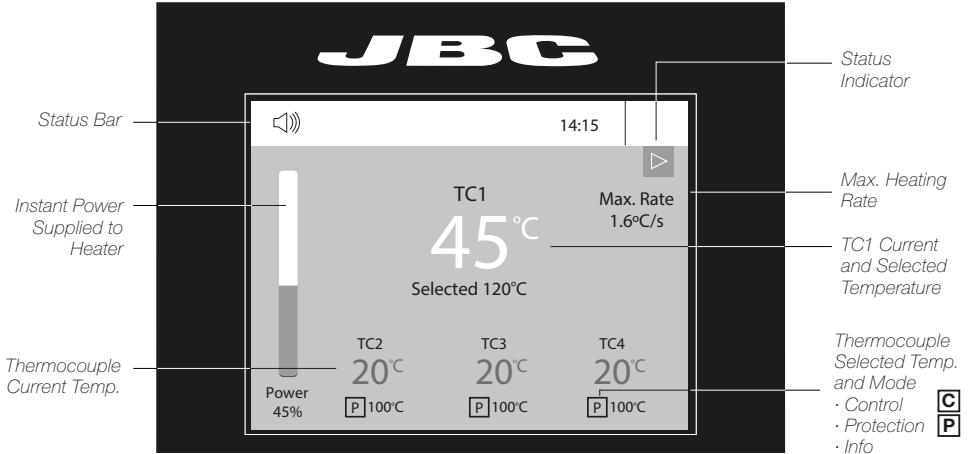 JBC
Status
Indicator
Status Bar
14:15
Instant Power
Supplied to
Heater
TC1
45°C
Selected 120°C
Max. Rate
1.6ºC/s
Max. Heating
Rate
TC1 Current
and Selected
Temperature
Thermocouple
Current Temp.
Power
45%
TC2
20°C
P 100°C
TC3
20°C
P 100°C
TC4
20°C
P 100°C
Thermocouple
Selected Temp.
and Mode
· Control C
· Protection P
· Info